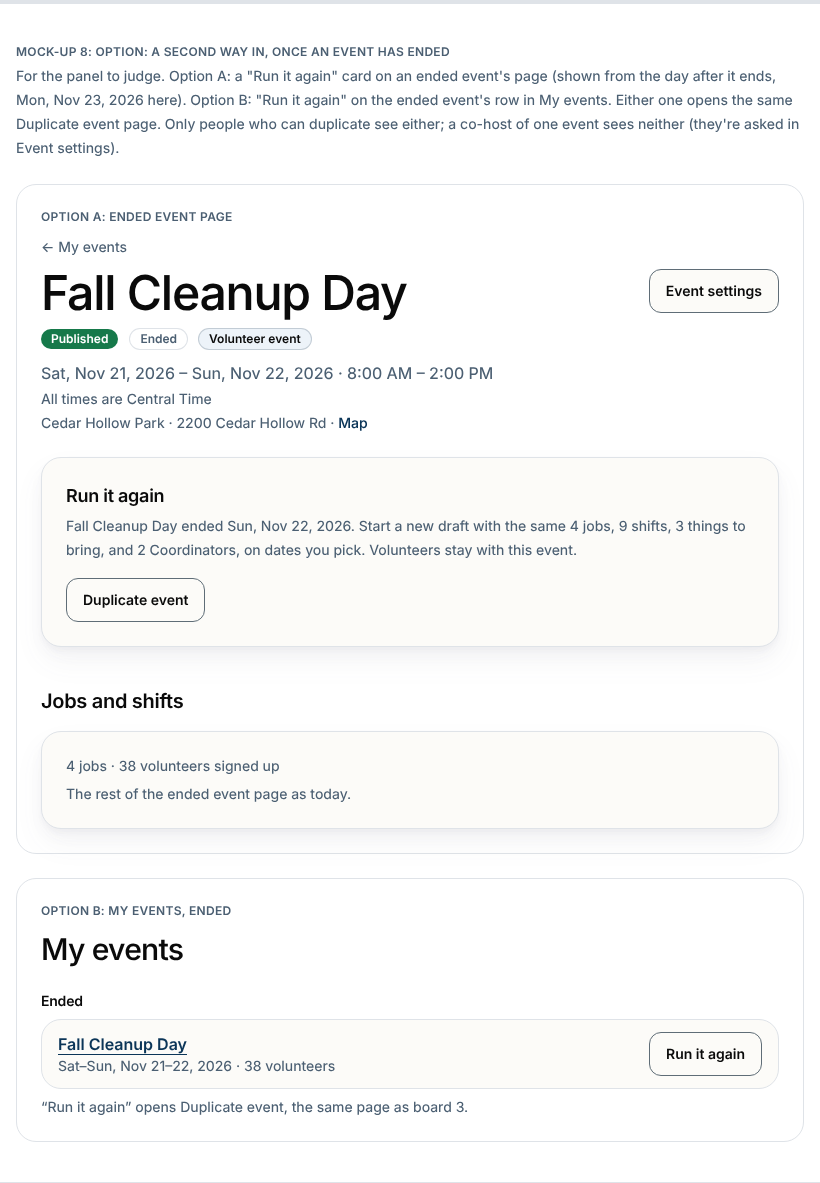 MOCK-UP 8: OPTION: A SECOND WAY IN, ONCE AN EVENT HAS ENDED
For the panel to judge. Option A: a "Run it again" card on an ended event's page (shown from the day after it ends,
Mon, Nov 23, 2026 here). Option B: "Run it again" on the ended event's row in My events. Either one opens the same
Duplicate event page. Only people who can duplicate see either; a co-host of one event sees neither (they're asked in
Event settings).
OPTION A: ENDED EVENT PAGE
← My events
Fall Cleanup Day
Event settings
Published Ended Volunteer event
Sat, Nov 21, 2026 – Sun, Nov 22, 2026 · 8:00 AM – 2:00 PM
All times are Central Time
Cedar Hollow Park · 2200 Cedar Hollow Rd · Map
Run it again
Fall Cleanup Day ended Sun, Nov 22, 2026. Start a new draft with the same 4 jobs, 9 shifts, 3 things to
bring, and 2 Coordinators, on dates you pick. Volunteers stay with this event.
Duplicate event
Jobs and shifts
4 jobs · 38 volunteers signed up
The rest of the ended event page as today.
OPTION B: MY EVENTS, ENDED
My events
Ended
Fall Cleanup Day
Sat–Sun, Nov 21–22, 2026 · 38 volunteers
Run it again
“Run it again” opens Duplicate event, the same page as board 3.